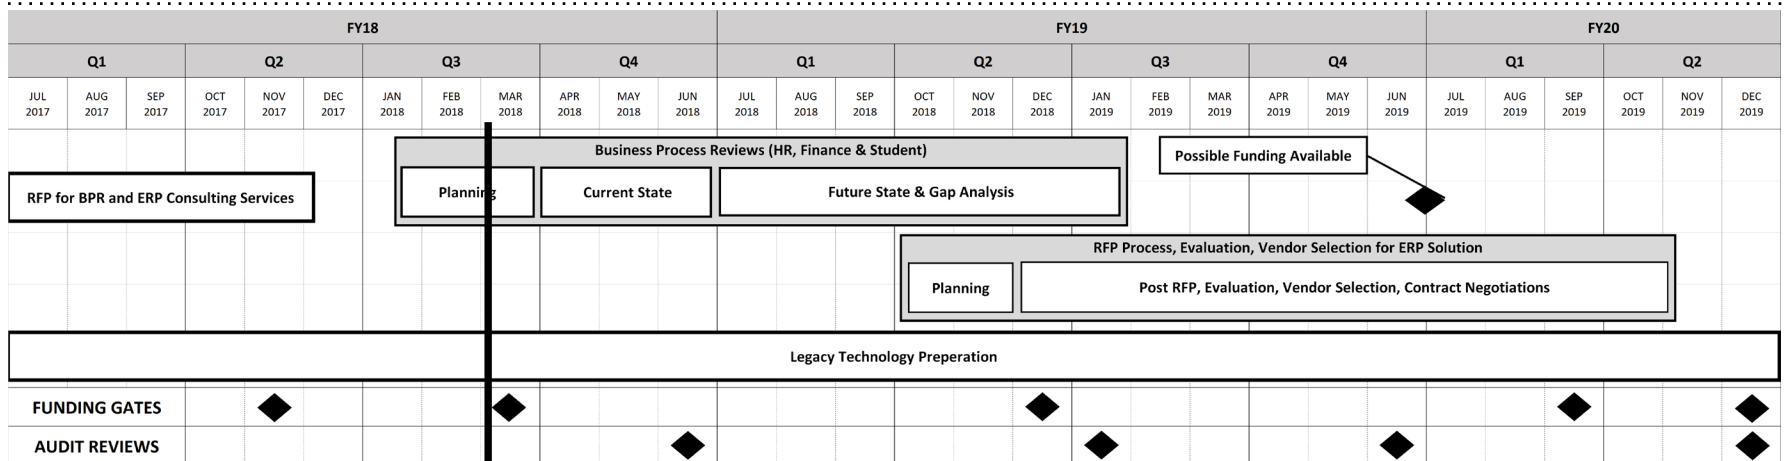 FY18 FY19 FY20
Q1 Q2 Q3 Q4 Q1 Q2 Q3 Q4 Q1 Q2
JUL AUG SEP OCT NOV DEC JAN FEB MAR APR MAY JUN JUL AUG SEP OCT NOV DEC JAN FEB MAR APR MAY JUN JUL AUG SEP OCT NOV DEC
2017 2017 2017 2017 2017 2017 2018 2018 2018 2018 2018 2018 2018 2018 2018 2018 2018 2018 2019 2019 2019 2019 2019 2019 2019 2019 2019 2019 2019 2019
Business Process Reviews (HR, Finance & Student)
Possible Funding Available
RFP for BPR and ERP Consulting Services
Planning
Current State
Future State & Gap Analysis
RFP Process, Evaluation, Vendor Selection for ERP Solution
Planning
Post RFP, Evaluation, Vendor Selection, Contract Negotiations
Legacy Technology Preperation
FUNDING GATES
AUDIT REVIEWS